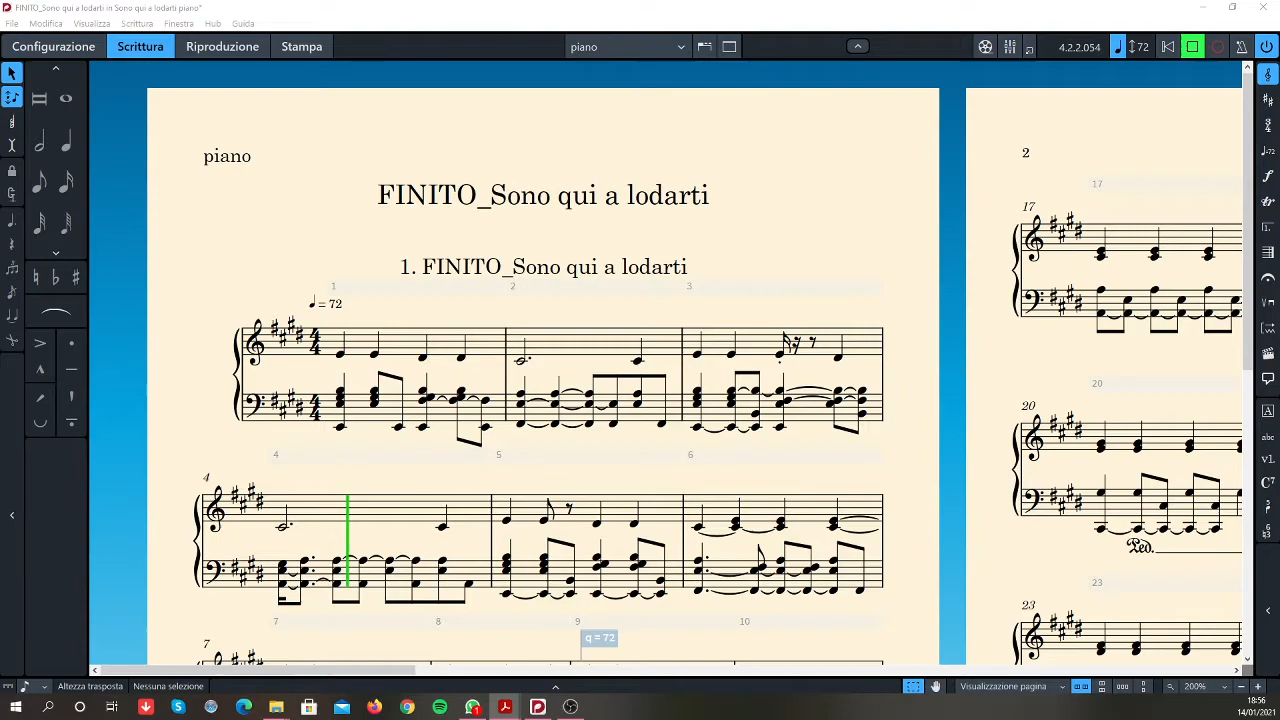 FINITO_Sono qui a lodarti in Sono qui a lodarti piano*
File Modifica Visualizza Scrittura Finestra Hub Guida
Configurazione Scrittura Riproduzione Stampa piano 4.2.2.054 72
piano
FINITO_Sono qui a lodarti
1. FINITO_Sono qui a lodarti
1 2 3
= 72
4 5 6
4
7 8 9 10
q = 72
7
2
17
17
20
20
Ped.
23
23
Altezza trasposta Nessuna selezione Visualizzazione pagina 200%
18:56
14/01/2021